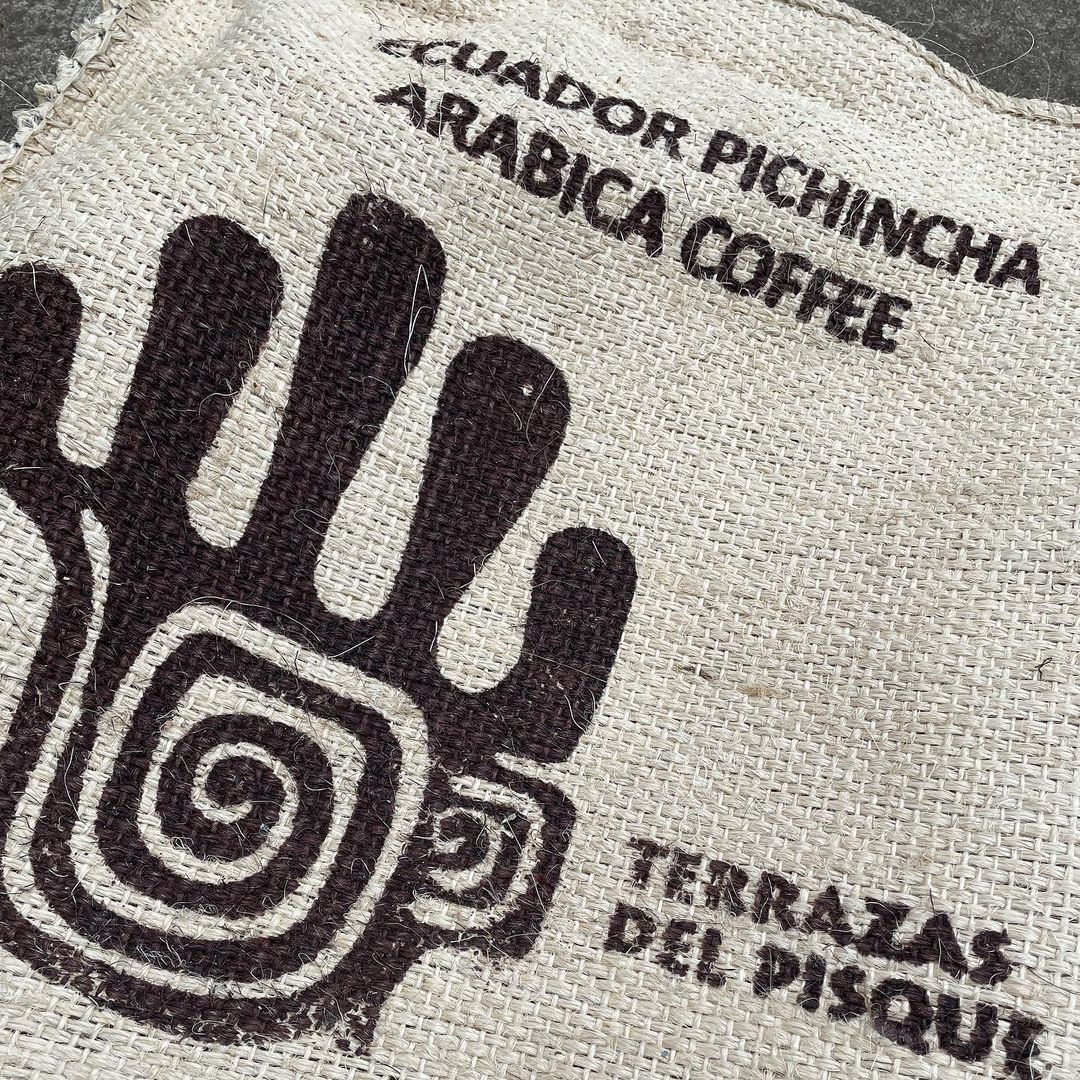 ECUADOR PICHINCHA
ARABICA COFFEE
TERRAZAS
DEL PISQUE